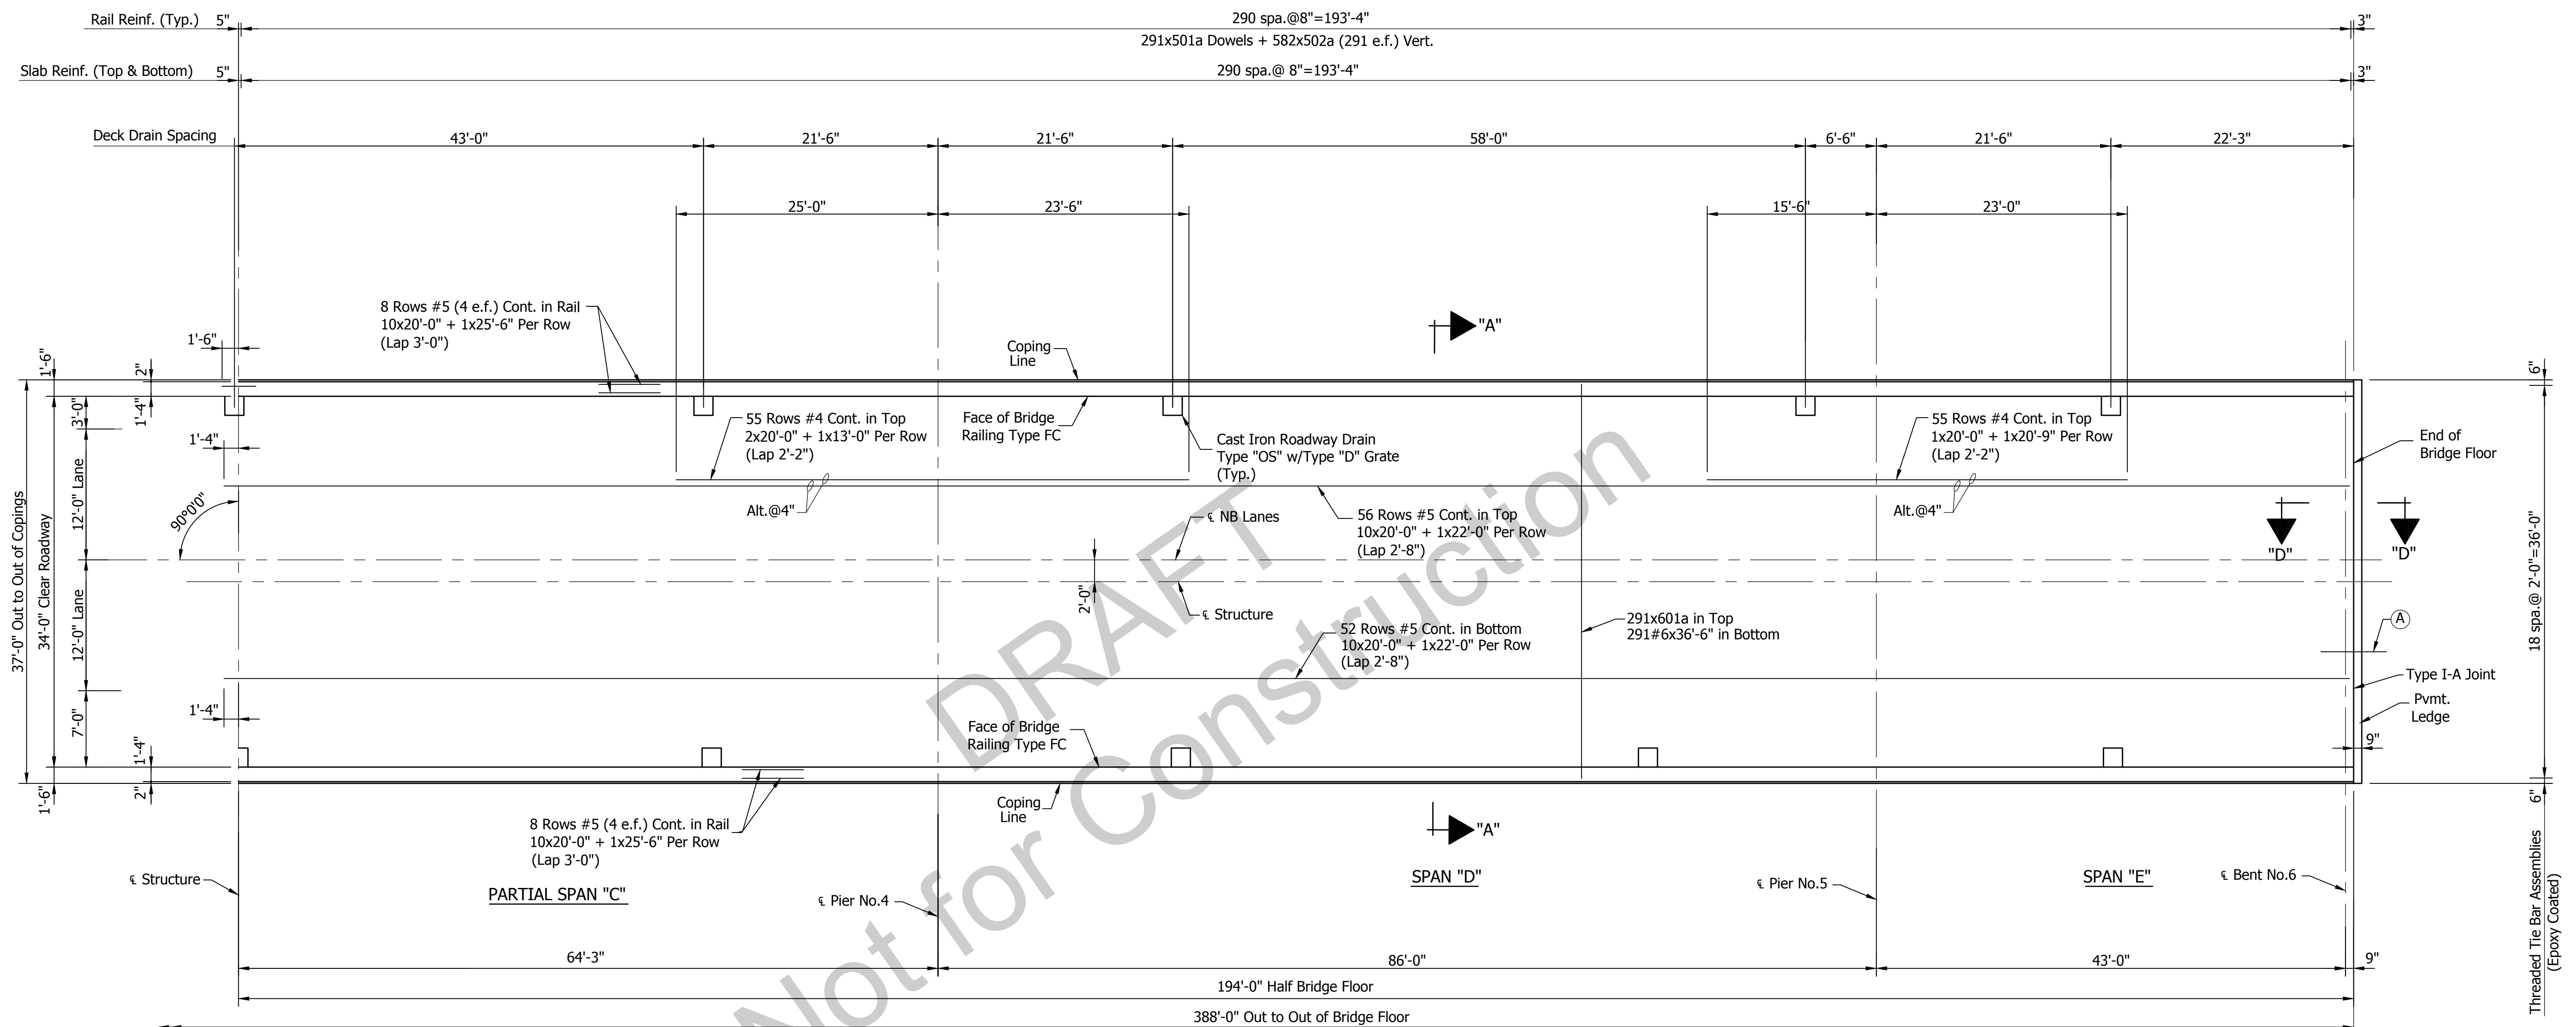 Rail Reinf. (Typ.) 5" 290 spa.@8"=193'-4" 3"
291x501a Dowels + 582x502a (291 e.f.) Vert.
Slab Reinf. (Top & Bottom) 5" 290 spa.@ 8"=193'-4" 3"
Deck Drain Spacing 43'-0" 21'-6" 21'-6" 58'-0" 6'-6" 21'-6" 22'-3"
25'-0" 23'-6" 15'-6" 23'-0"
8 Rows #5 (4 e.f.) Cont. in Rail
10x20'-0" + 1x25'-6" Per Row
(Lap 3'-0")
"A"
Coping
Line
1'-6"
1'-6"
2"
1'-4"
3'-0"
6"
55 Rows #4 Cont. in Top
2x20'-0" + 1x13'-0" Per Row
(Lap 2'-2")
Face of Bridge
Railing Type FC
Cast Iron Roadway Drain
Type "OS" w/Type "D" Grate
(Typ.)
55 Rows #4 Cont. in Top
1x20'-0" + 1x20'-9" Per Row
(Lap 2'-2")
End of
Bridge Floor
1'-4"
37'-0" Out to Out of Copings
34'-0" Clear Roadway
12'-0" Lane
12'-0" Lane
7'-0"
90°0'0"
Alt.@4"
Alt.@4"
℄ NB Lanes
56 Rows #5 Cont. in Top
10x20'-0" + 1x22'-0" Per Row
(Lap 2'-8")
"D"
"D"
18 spa.@ 2'-0"=36'-0"
2'-0"
℄ Structure
52 Rows #5 Cont. in Bottom
10x20'-0" + 1x22'-0" Per Row
(Lap 2'-8")
291x601a in Top
291#6x36'-6" in Bottom
A
Type I-A Joint
Pvmt.
Ledge
9"
DRAFT
Not for Construction
1'-4"
1'-4"
2"
1'-6"
Face of Bridge
Railing Type FC
Coping
Line
"A"
6"
8 Rows #5 (4 e.f.) Cont. in Rail
10x20'-0" + 1x25'-6" Per Row
(Lap 3'-0")
℄ Structure
PARTIAL SPAN "C"
℄ Pier No.4
SPAN "D"
℄ Pier No.5
SPAN "E"
℄ Bent No.6
Threaded Tie Bar Assemblies
(Epoxy Coated)
64'-3" 86'-0" 43'-0" 9"
194'-0" Half Bridge Floor
388'-0" Out to Out of Bridge Floor